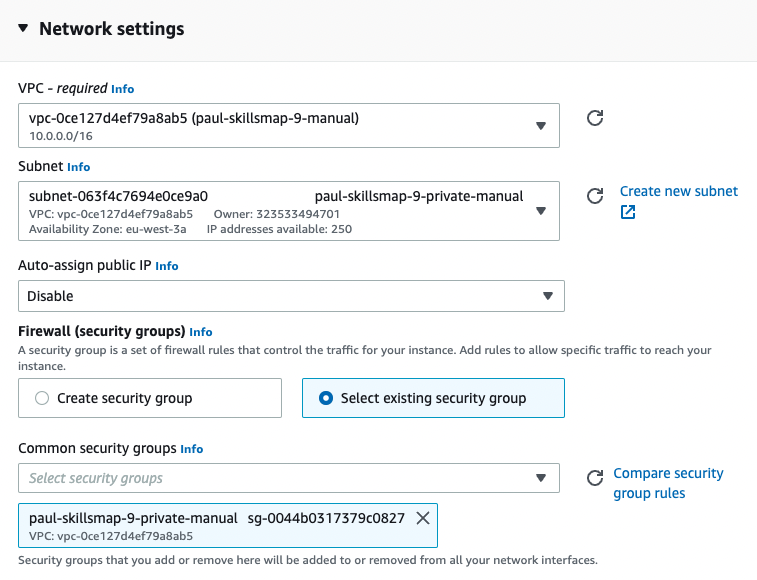 Network settings
VPC - required Info
vpc-0ce127d4ef79a8ab5 (paul-skillsmap-9-manual)
10.0.0.0/16
Subnet Info
subnet-063f4c7694e0ce9a0 paul-skillsmap-9-private-manual
VPC: vpc-0ce127d4ef79a8ab5 Owner: 323533494701
Availability Zone: eu-west-3a IP addresses available: 250
Create new subnet
Auto-assign public IP Info
Disable
Firewall (security groups) Info
A security group is a set of firewall rules that control the traffic for your instance. Add rules to allow specific traffic to reach your
instance.
Create security group
Select existing security group
Common security groups Info
Select security groups
Compare security
group rules
paul-skillsmap-9-private-manual sg-0044b0317379c0827
VPC: vpc-0ce127d4ef79a8ab5
Security groups that you add or remove here will be added to or removed from all your network interfaces.